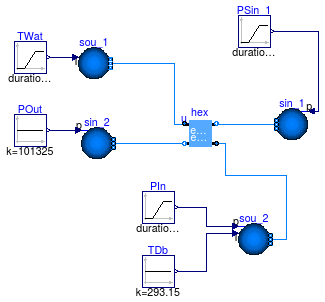 PSin_1
duratio...
TWat
duratio...
sou_1
POut
k=101325
p
sin_2
hex
u
e...
e...
p
sin_1
PIn
duratio...
p
sou_2
T
TDb
k=293.15